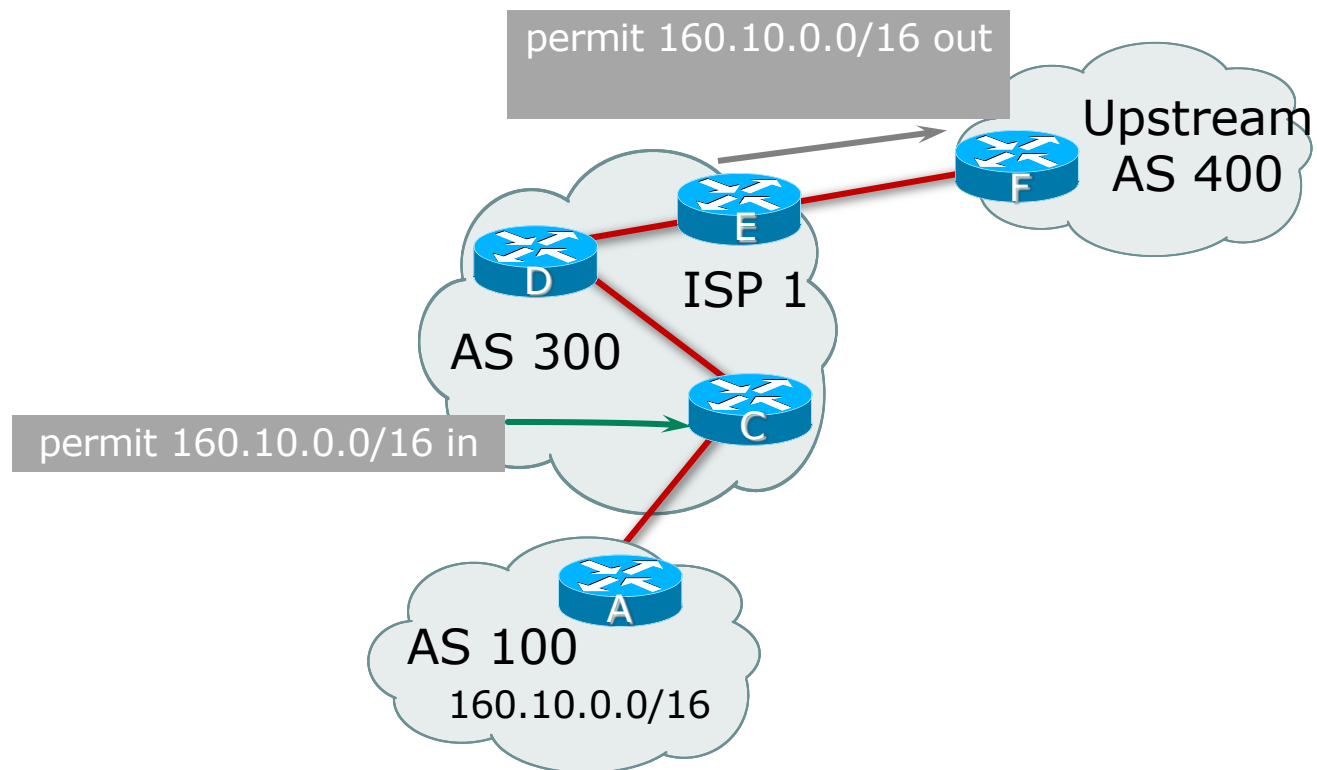 permit 160.10.0.0/16 out
Upstream
AS 400
F
E
D
ISP 1
AS 300
C
permit 160.10.0.0/16 in
A
AS 100
160.10.0.0/16